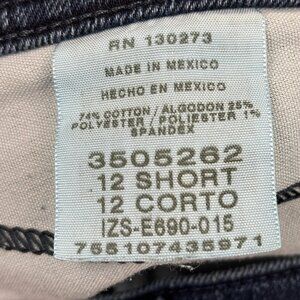 RN 130273
MADE IN MEXICO
HECHO EN MEXICO
74% COTTON / ALGODON 25%
POLYESTER / POLIESTER 1%
SPANDEX
3505262
12 SHORT
12 CORTO
IZS-E690-015
755107435971